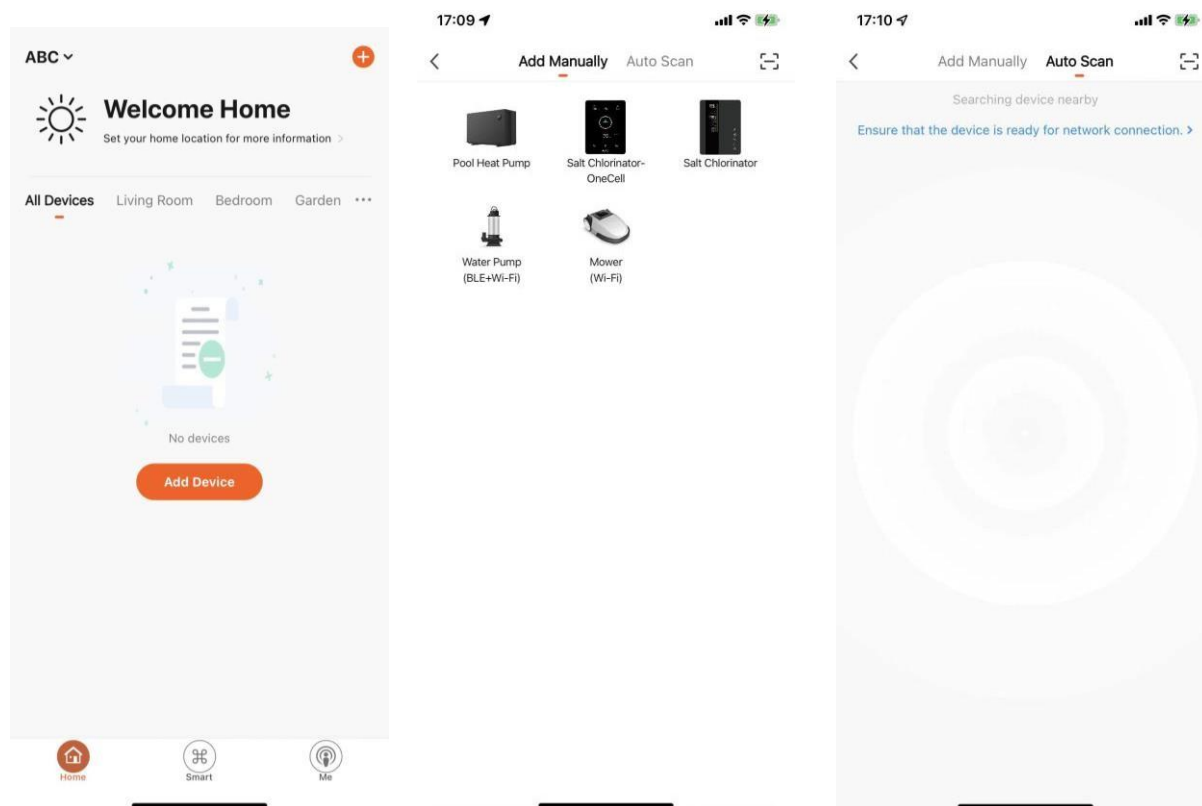 ABC
Welcome Home
Set your home location for more information >
All Devices Living Room Bedroom Garden ...
No devices
Add Device
Home Smart Me
17:09
Add Manually Auto Scan
Pool Heat Pump
Salt Chlorinator-
OneCell
Salt Chlorinator
Water Pump
(BLE+Wi-Fi)
Mower
(Wi-Fi)
17:10
Add Manually Auto Scan
Searching device nearby
Ensure that the device is ready for network connection. >